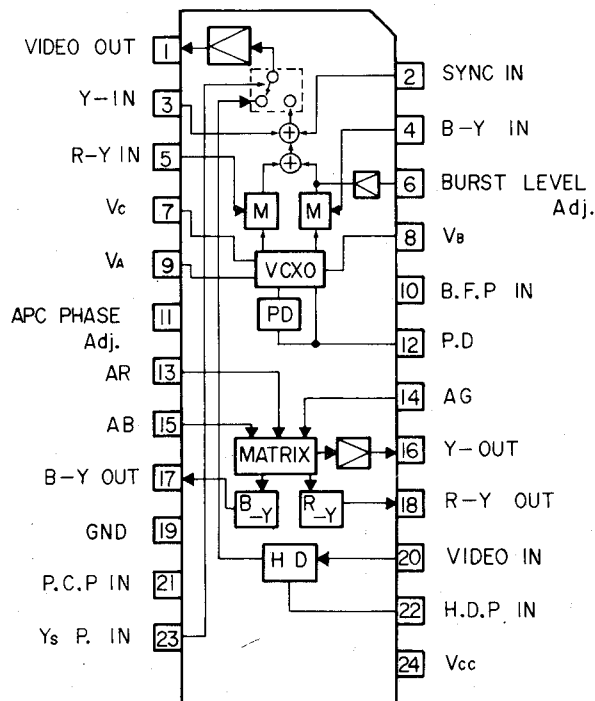 VIDEO OUT 1
2 SYNC IN
Y-IN 3
4 B-Y IN
R-Y IN 5
6 BURST LEVEL
Adj.
Vc 7
8 VB
VA 9
10 B.F.P IN
APC PHASE 11
Adj.
12 P.D
AR 13
14 AG
AB 15
16 Y-OUT
B-Y OUT 17
18 R-Y OUT
GND 19
20 VIDEO IN
P.C.P IN 21
22 H.D.P IN
Ys P. IN 23
24 Vcc
+
+
M
M
VCXO
PD
MATRIX
B
-Y
R
-Y
H D